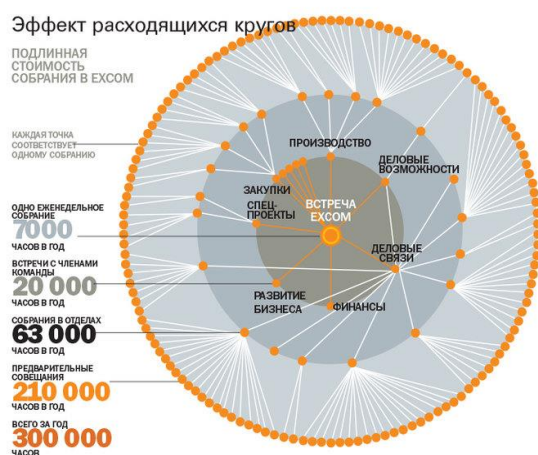 Эффект расходящихся кругов
ПОДЛИННАЯ
СТОИМОСТЬ
СОБРАНИЯ В EXCOM
КАЖДАЯ ТОЧКА
СООТВЕТСТВУЕТ
ОДНОМУ СОБРАНИЮ
ОДНО ЕЖЕНЕДЕЛЬНОЕ
СОБРАНИЕ
7000
ЧАСОВ В ГОД
ВСТРЕЧИ С ЧЛЕНАМИ
КОМАНДЫ
20 000
ЧАСОВ В ГОД
СОБРАНИЯ В ОТДЕЛАХ
63 000
ЧАСОВ В ГОД
ПРЕДВАРИТЕЛЬНЫЕ
СОВЕЩАНИЯ
210 000
ЧАСОВ В ГОД
ВСЕГО ЗА ГОД
300 000
ЧАСОВ
ПРОИЗВОДСТВО
ДЕЛОВЫЕ
ВОЗМОЖНОСТИ
ЗАКУПКИ
СПЕЦ-
ПРОЕКТЫ
ВСТРЕЧА
EXCOM
ДЕЛОВЫЕ
СВЯЗИ
РАЗВИТИЕ
БИЗНЕСА
ФИНАНСЫ